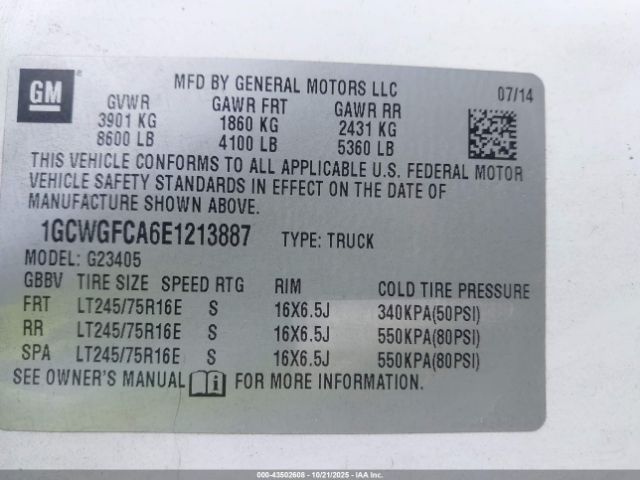 GM
MFD BY GENERAL MOTORS LLC
07/14
GVWR GAWR FRT GAWR RR
3901 KG 1860 KG 2431 KG
8600 LB 4100 LB 5360 LB
THIS VEHICLE CONFORMS TO ALL APPLICABLE U.S. FEDERAL MOTOR
VEHICLE SAFETY STANDARDS IN EFFECT ON THE DATE OF
MANUFACTURE SHOWN ABOVE.
1GCWGFCA6E1213887 TYPE: TRUCK
MODEL: G23405
GBBV TIRE SIZE SPEED RTG RIM COLD TIRE PRESSURE
FRT LT245/75R16E S 16X6.5J 340KPA(50PSI)
RR LT245/75R16E S 16X6.5J 550KPA(80PSI)
SPA LT245/75R16E S 16X6.5J 550KPA(80PSI)
SEE OWNER'S MANUAL FOR MORE INFORMATION.
000-43502608 - 10/21/2025 - IAA Inc.